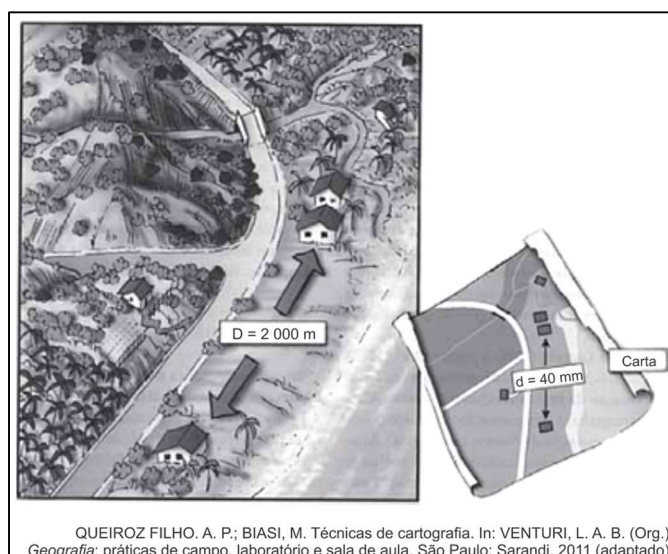 D = 2 000 m
Carta
d = 40 mm
QUEIROZ FILHO. A. P.; BIASI, M. Técnicas de cartografia. In: VENTURI, L. A. B. (Org.)
Geografia: práticas de campo, laboratório e sala de aula. São Paulo: Sarandi, 2011 (adaptado)